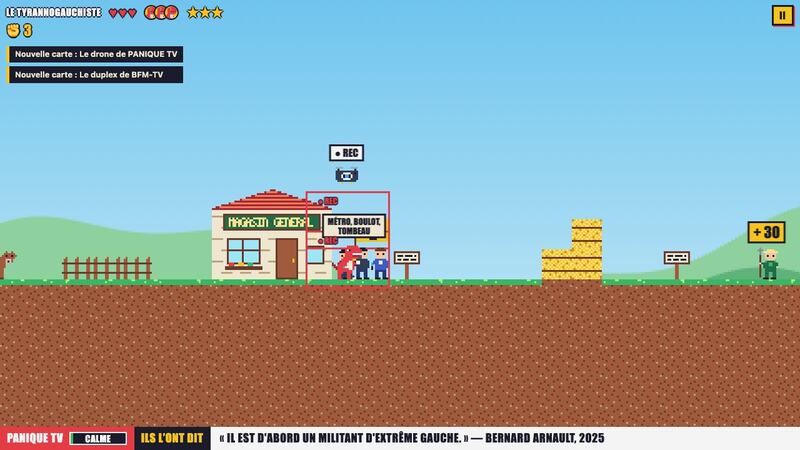 LE TYRANNOGAUCHISTE
3
Nouvelle carte : Le drone de PANIQUE TV
Nouvelle carte : Le duplex de BFM-TV
● REC
● REC
MAGASIN GENERAL
MÉTRO, BOULOT,
TOMBEAU
● REC
+ 30
PANIQUE TV
CALME
ILS L'ONT DIT
« IL EST D'ABORD UN MILITANT D'EXTRÊME GAUCHE. » — BERNARD ARNAULT, 2025